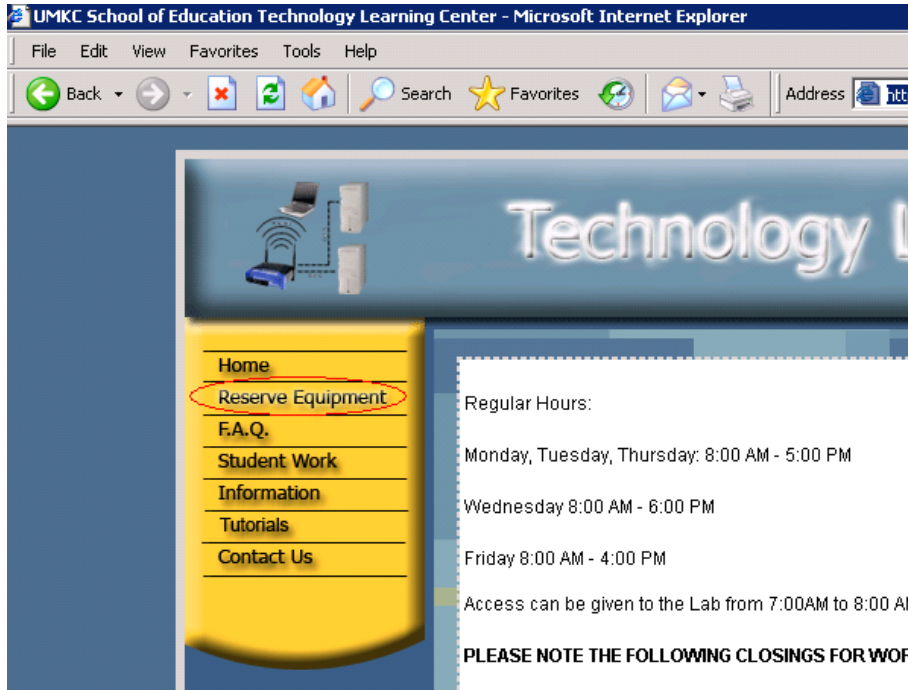 UMKC School of Education Technology Learning Center - Microsoft Internet Explorer
File Edit View Favorites Tools Help
Back Search Favorites Address
Technology
Home
Reserve Equipment
F.A.Q.
Student Work
Information
Tutorials
Contact Us
Regular Hours:
Monday, Tuesday, Thursday: 8:00 AM - 5:00 PM
Wednesday 8:00 AM - 6:00 PM
Friday 8:00 AM - 4:00 PM
Access can be given to the Lab from 7:00AM to 8:00
PLEASE NOTE THE FOLLOWING CLOSINGS FOR